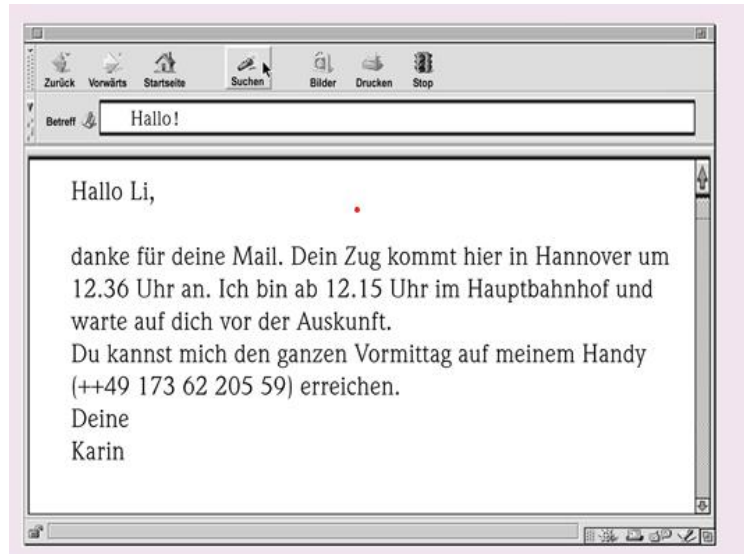 Zurück Vorwärts Startseite Suchen Bilder Drucken Stop
Betreff Hallo!
Hallo Li,
danke für deine Mail. Dein Zug kommt hier in Hannover um
12.36 Uhr an. Ich bin ab 12.15 Uhr im Hauptbahnhof und
warte auf dich vor der Auskunft.
Du kannst mich den ganzen Vormittag auf meinem Handy
(++49 173 62 205 59) erreichen.
Deine
Karin